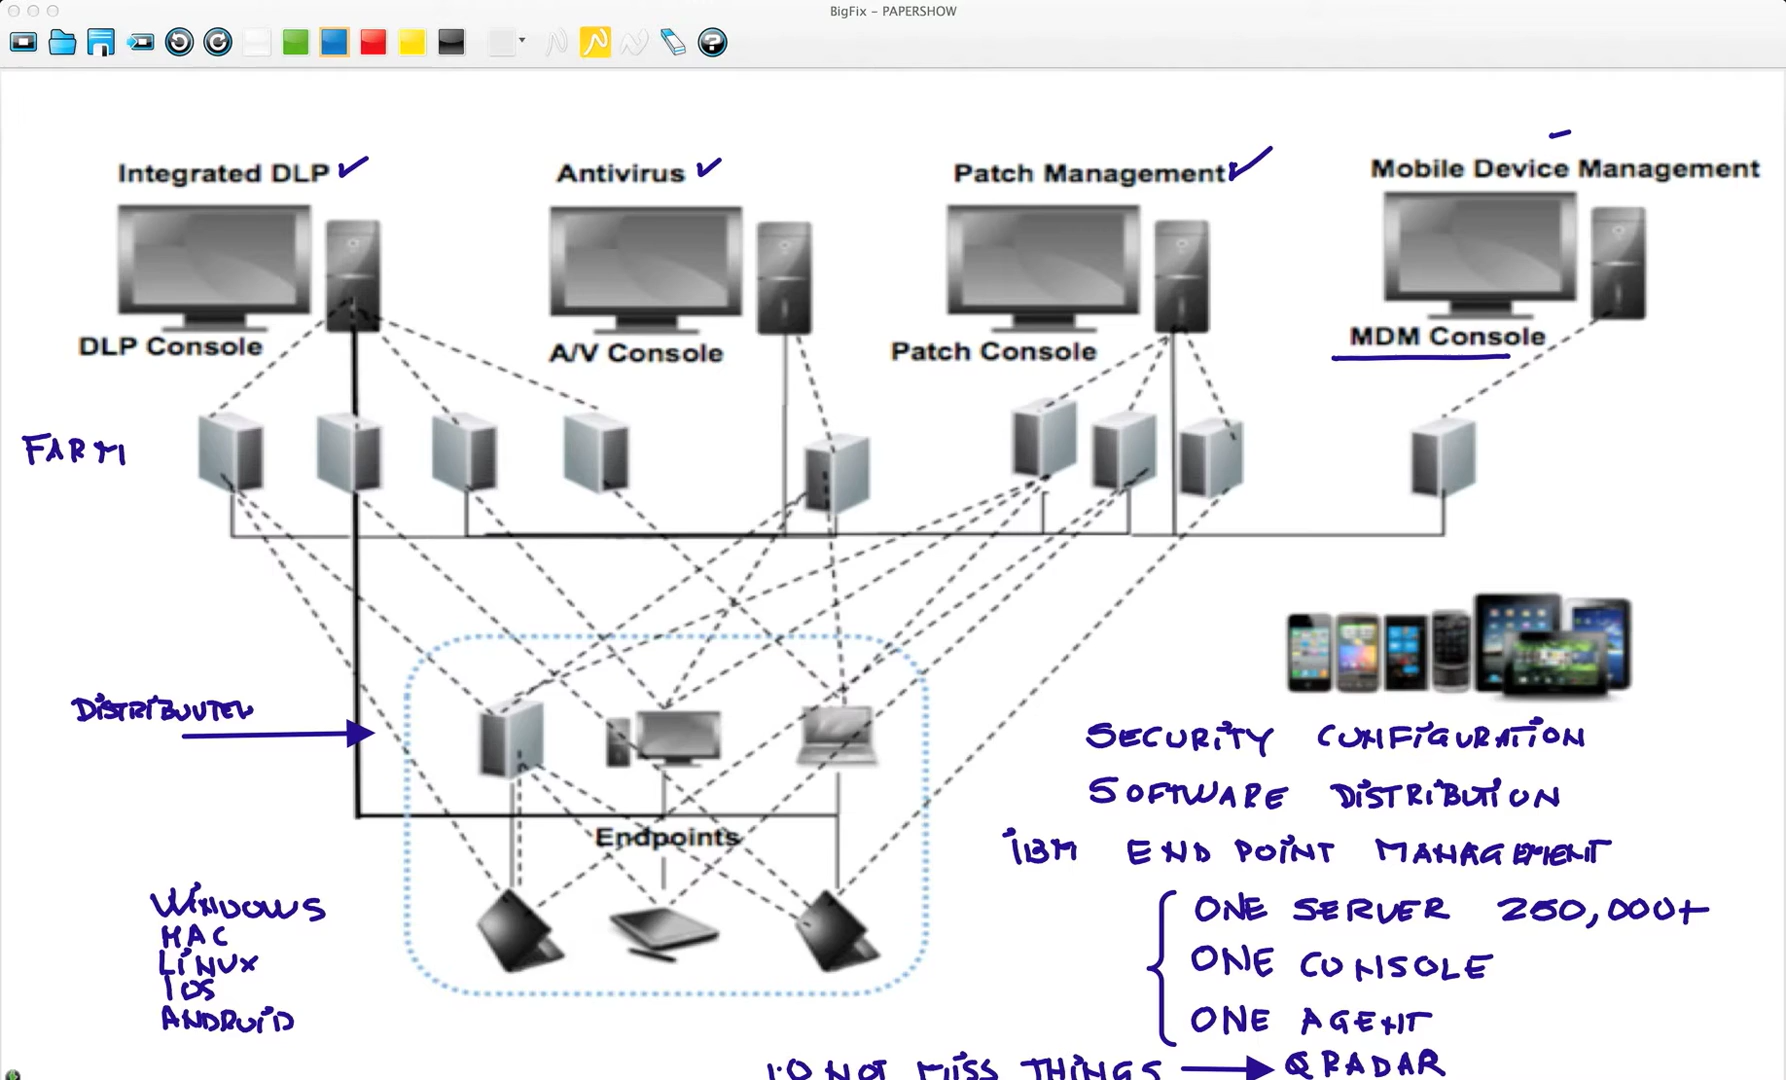 BigFix – PAPERSHOW
Integrated DLP
Antivirus
Patch Management
Mobile Device Management
DLP Console
A/V Console
Patch Console
MDM Console
FARM
DISTRIBUTED
Endpoints
WINDOWS
MAC
LINUX
IOS
ANDROID
SECURITY CONFIGURATION
SOFTWARE DISTRIBUTION
IBM END POINT MANAGEMENT
ONE SERVER 250,000+
ONE CONSOLE
ONE AGENT
DO NOT MISS THINGS → QRADAR